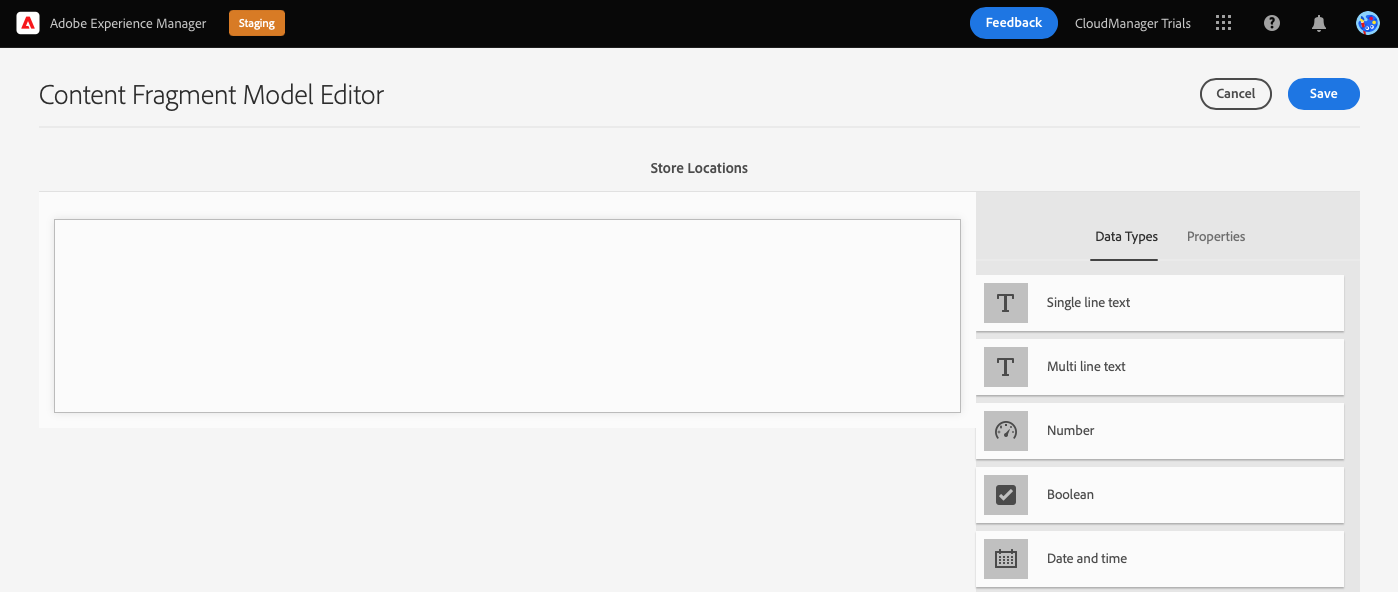 Adobe Experience Manager
Staging
Feedback
CloudManager Trials
Content Fragment Model Editor
Cancel
Save
Store Locations
Data Types
Properties
Single line text
Multi line text
Number
Boolean
Date and time